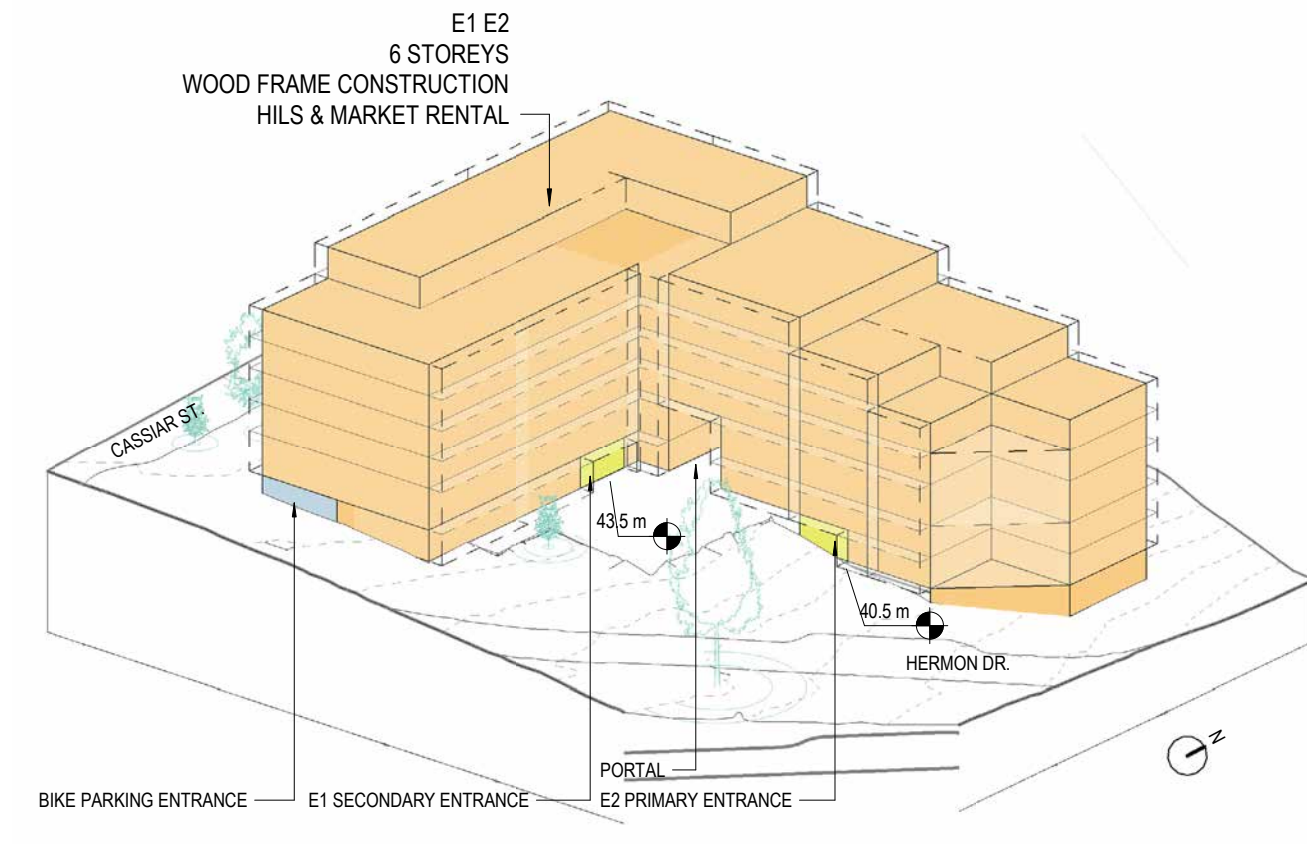 E1 E2
6 STOREYS
WOOD FRAME CONSTRUCTION
HILS & MARKET RENTAL
CASSIAR ST.
43.5 m
40.5 m
HERMON DR.
N
PORTAL
BIKE PARKING ENTRANCE
E1 SECONDARY ENTRANCE
E2 PRIMARY ENTRANCE